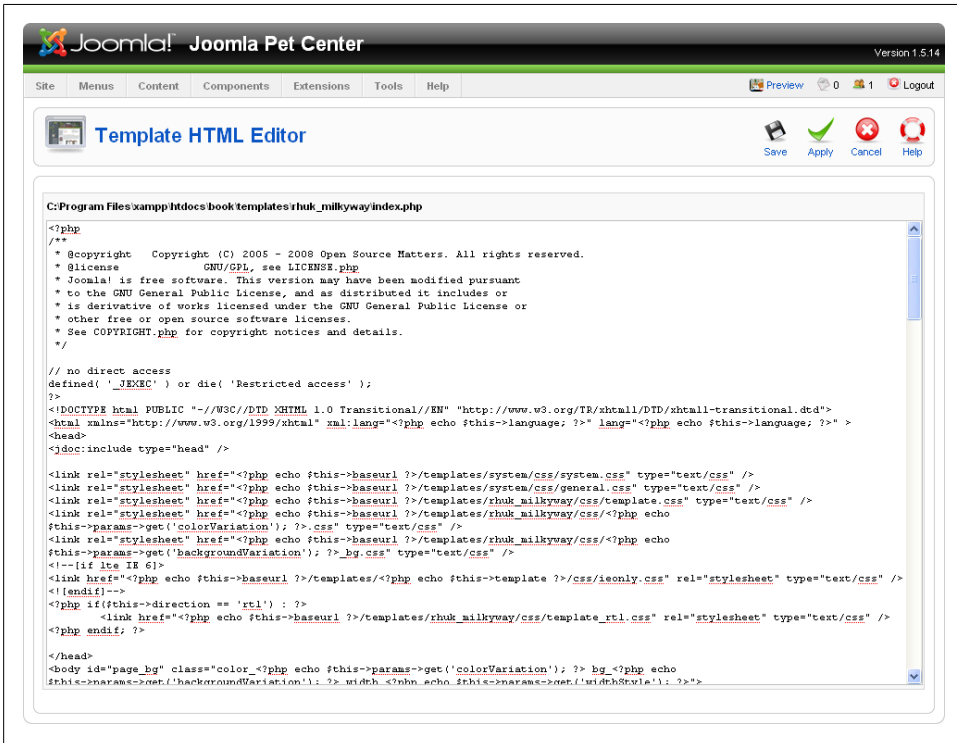 Joomla! Joomla Pet Center
Version 1.5.14
Site Menus Content Components Extensions Tools Help Preview 0 1 Logout
Template HTML Editor
Save Apply Cancel Help
C:\Program Files\xampp\htdocs\book\templates\rhuk_milkyway\index.php
<?php
/**
 * @copyright Copyright (C) 2005 - 2008 Open Source Matters. All rights reserved.
 * @license GNU/GPL, see LICENSE.php
 * Joomla! is free software. This version may have been modified pursuant
 * to the GNU General Public License, and as distributed it includes or
 * is derivative of works licensed under the GNU General Public License or
 * other free or open source software licenses.
 * See COPYRIGHT.php for copyright notices and details.
 */
// no direct access
defined( '_JEXEC' ) or die( 'Restricted access' );
?>
<!DOCTYPE html PUBLIC "-//W3C//DTD XHTML 1.0 Transitional//EN" "http://www.w3.org/TR/xhtml1/DTD/xhtml1-transitional.dtd">
<html xmlns="http://www.w3.org/1999/xhtml" xml:lang="<?php echo $this->language; ?>" lang="<?php echo $this->language; ?>" >
<head>
<jdoc:include type="head" />
<link rel="stylesheet" href="<?php echo $this->baseurl ?>/templates/system/css/system.css" type="text/css" />
<link rel="stylesheet" href="<?php echo $this->baseurl ?>/templates/system/css/general.css" type="text/css" />
<link rel="stylesheet" href="<?php echo $this->baseurl ?>/templates/rhuk_milkyway/css/template.css" type="text/css" />
<link rel="stylesheet" href="<?php echo $this->baseurl ?>/templates/rhuk_milkyway/css/<?php echo
$this->params->get('colorVariation'); ?>.css" type="text/css" />
<link rel="stylesheet" href="<?php echo $this->baseurl ?>/templates/rhuk_milkyway/css/<?php echo
$this->params->get('backgroundVariation'); ?>_bg.css" type="text/css" />
<!--[if lte IE 6]>
<link href="<?php echo $this->baseurl ?>/templates/<?php echo $this->template ?>/css/ieonly.css" rel="stylesheet" type="text/css" />
<![endif]-->
<?php if($this->direction == 'rtl') : ?>
<link href="<?php echo $this->baseurl ?>/templates/rhuk_milkyway/css/template_rtl.css" rel="stylesheet" type="text/css" />
<?php endif; ?>
</head>
<body id="page_bg" class="color_<?php echo $this->params->get('colorVariation'); ?> bg_<?php echo
$this->params->get('backgroundVariation'); ?> width_<?php echo $this->params->get('widthStyle'); ?>">